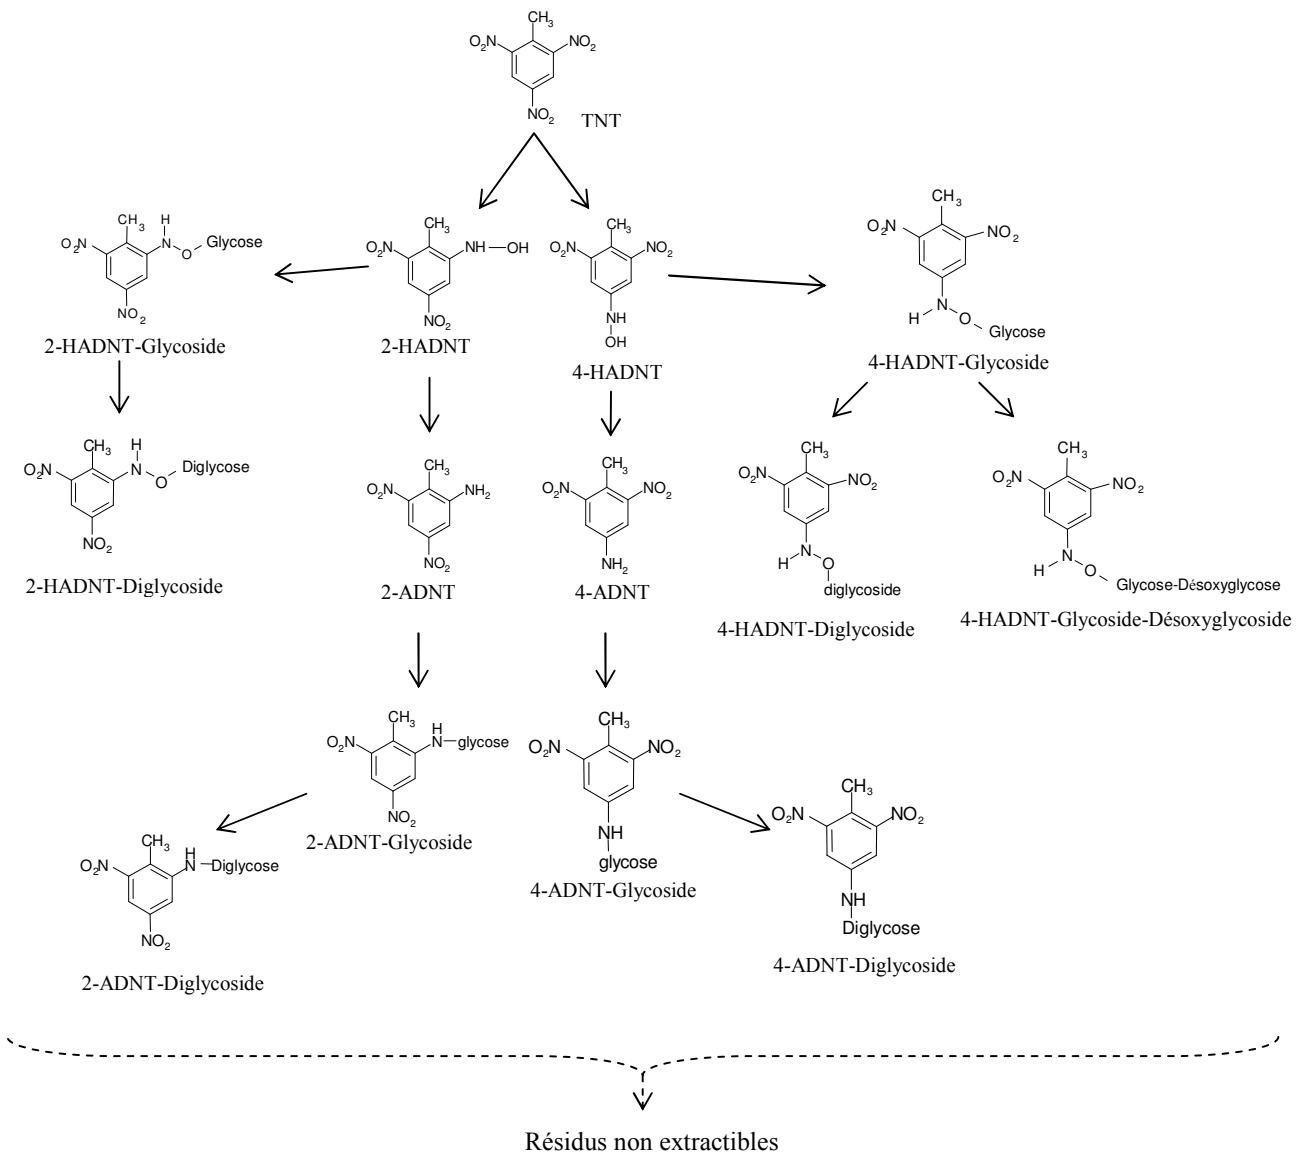 CH3
O2N NO2
NO2
TNT
CH3 H
O2N N O Glycose
NO2
2-HADNT-Glycoside
CH3
O2N NH OH
NO2
2-HADNT
CH3
O2N NO2
NH
OH
4-HADNT
CH3
O2N NO2
H N O Glycose
4-HADNT-Glycoside
CH3 H
O2N N O Diglycose
NO2
2-HADNT-Diglycoside
CH3
O2N NH2
NO2
2-ADNT
CH3
O2N NO2
NH2
4-ADNT
CH3
O2N NO2
H N O
diglycoside
4-HADNT-Diglycoside
CH3
O2N NO2
H N O Glycose-Désoxyglycose
4-HADNT-Glycoside-Désoxyglycoside
CH3 H
O2N N glycose
NO2
2-ADNT-Glycoside
CH3
O2N NO2
NH
glycose
4-ADNT-Glycoside
CH3 H
O2N N Diglycose
NO2
2-ADNT-Diglycoside
CH3
O2N NO2
NH
Diglycose
4-ADNT-Diglycoside
Résidus non extractibles